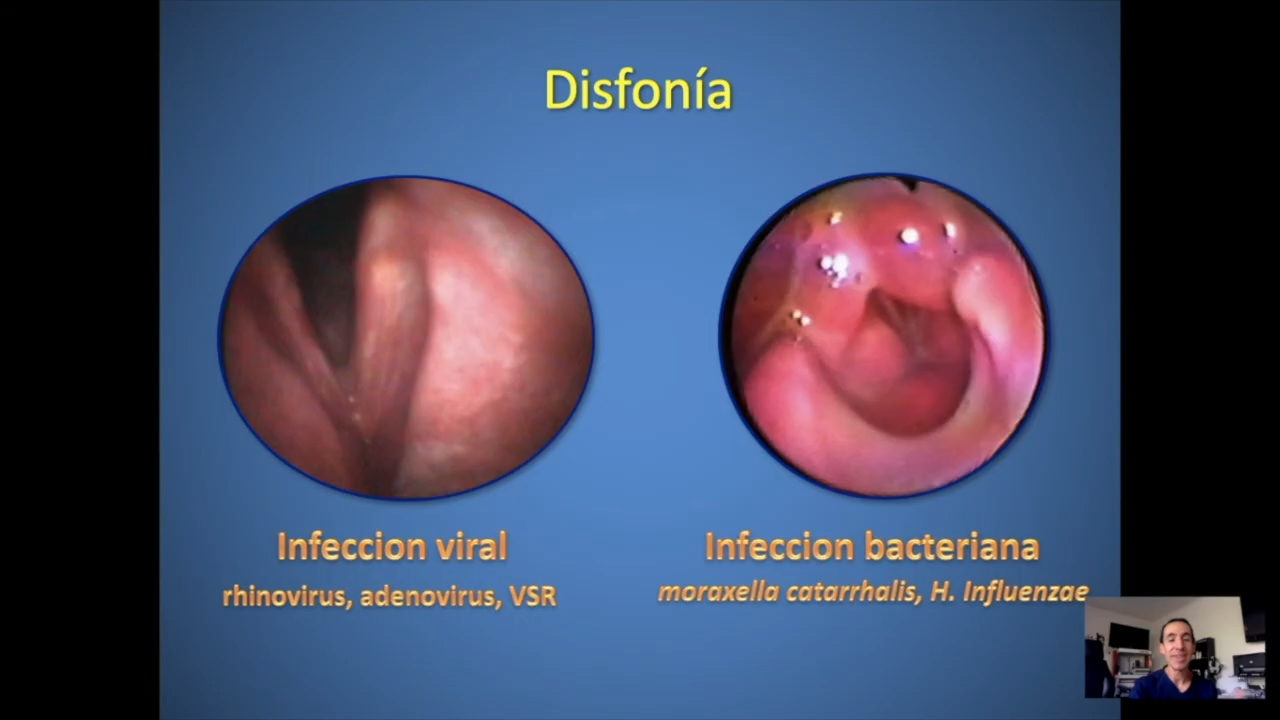 Disfonía
Infeccion viral
rhinovirus, adenovirus, VSR
Infeccion bacteriana
moraxella catarrhalis, H. Influenzae